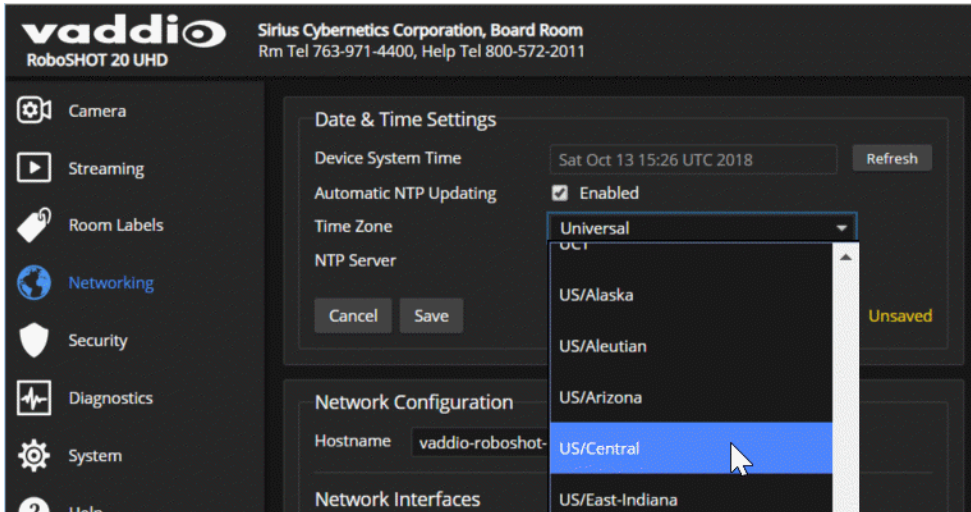 vaddio
RoboSHOT 20 UHD
Sirius Cybernetics Corporation, Board Room
Rm Tel 763-971-4400, Help Tel 800-572-2011
Camera
Streaming
Room Labels
Networking
Security
Diagnostics
System
Help
Date & Time Settings
Device System Time Sat Oct 13 15:26 UTC 2018 Refresh
Automatic NTP Updating Enabled
Time Zone Universal
NTP Server
UCT
US/Alaska
US/Aleutian
US/Arizona
US/Central
US/East-Indiana
Cancel Save Unsaved
Network Configuration
Hostname vaddio-roboshot-
Network Interfaces